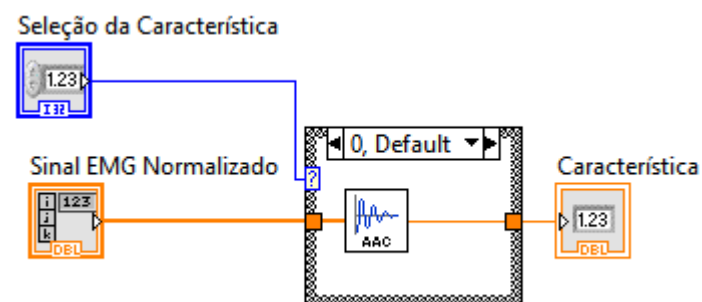 Seleção da Característica
1.23
I32
0, Default
?
Sinal EMG Normalizado
i 123
j
k
DBL
AAC
Característica
1.23
DBL